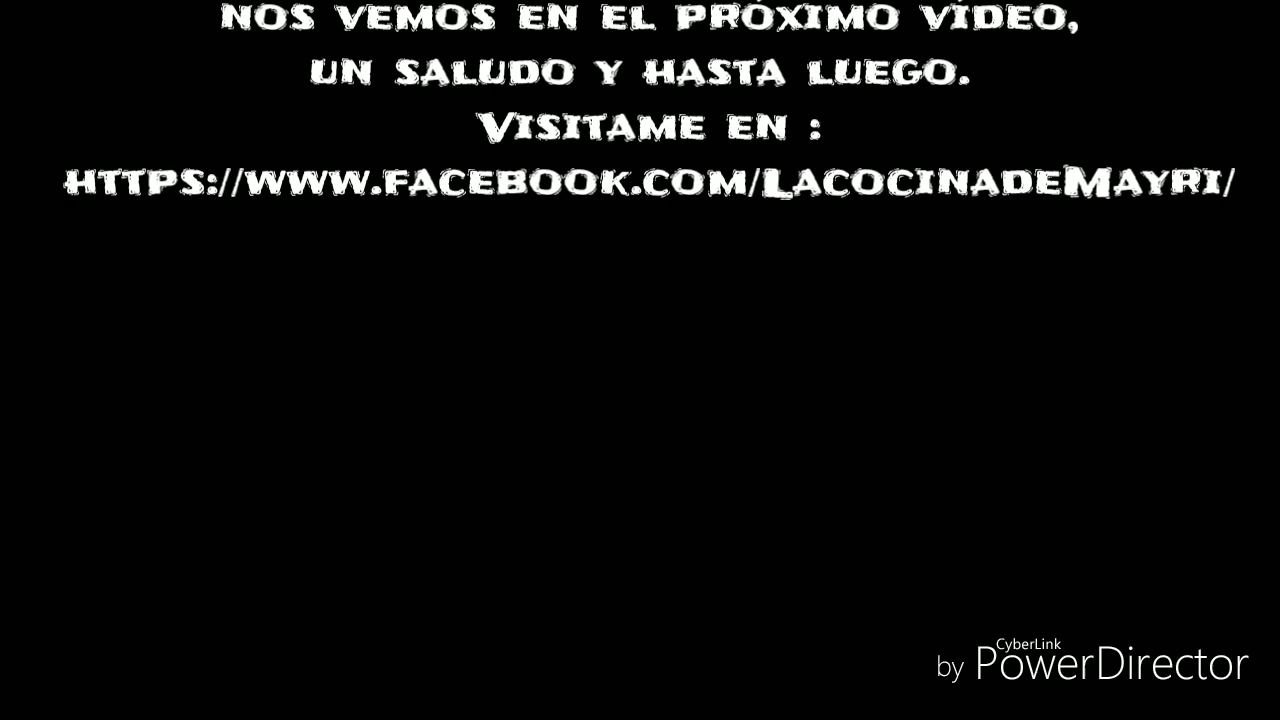 nos vemos en el próximo vídeo,
un saludo y hasta luego.
Visitame en :
https://www.facebook.com/LacocinadeMayri/
CyberLink
by PowerDirector